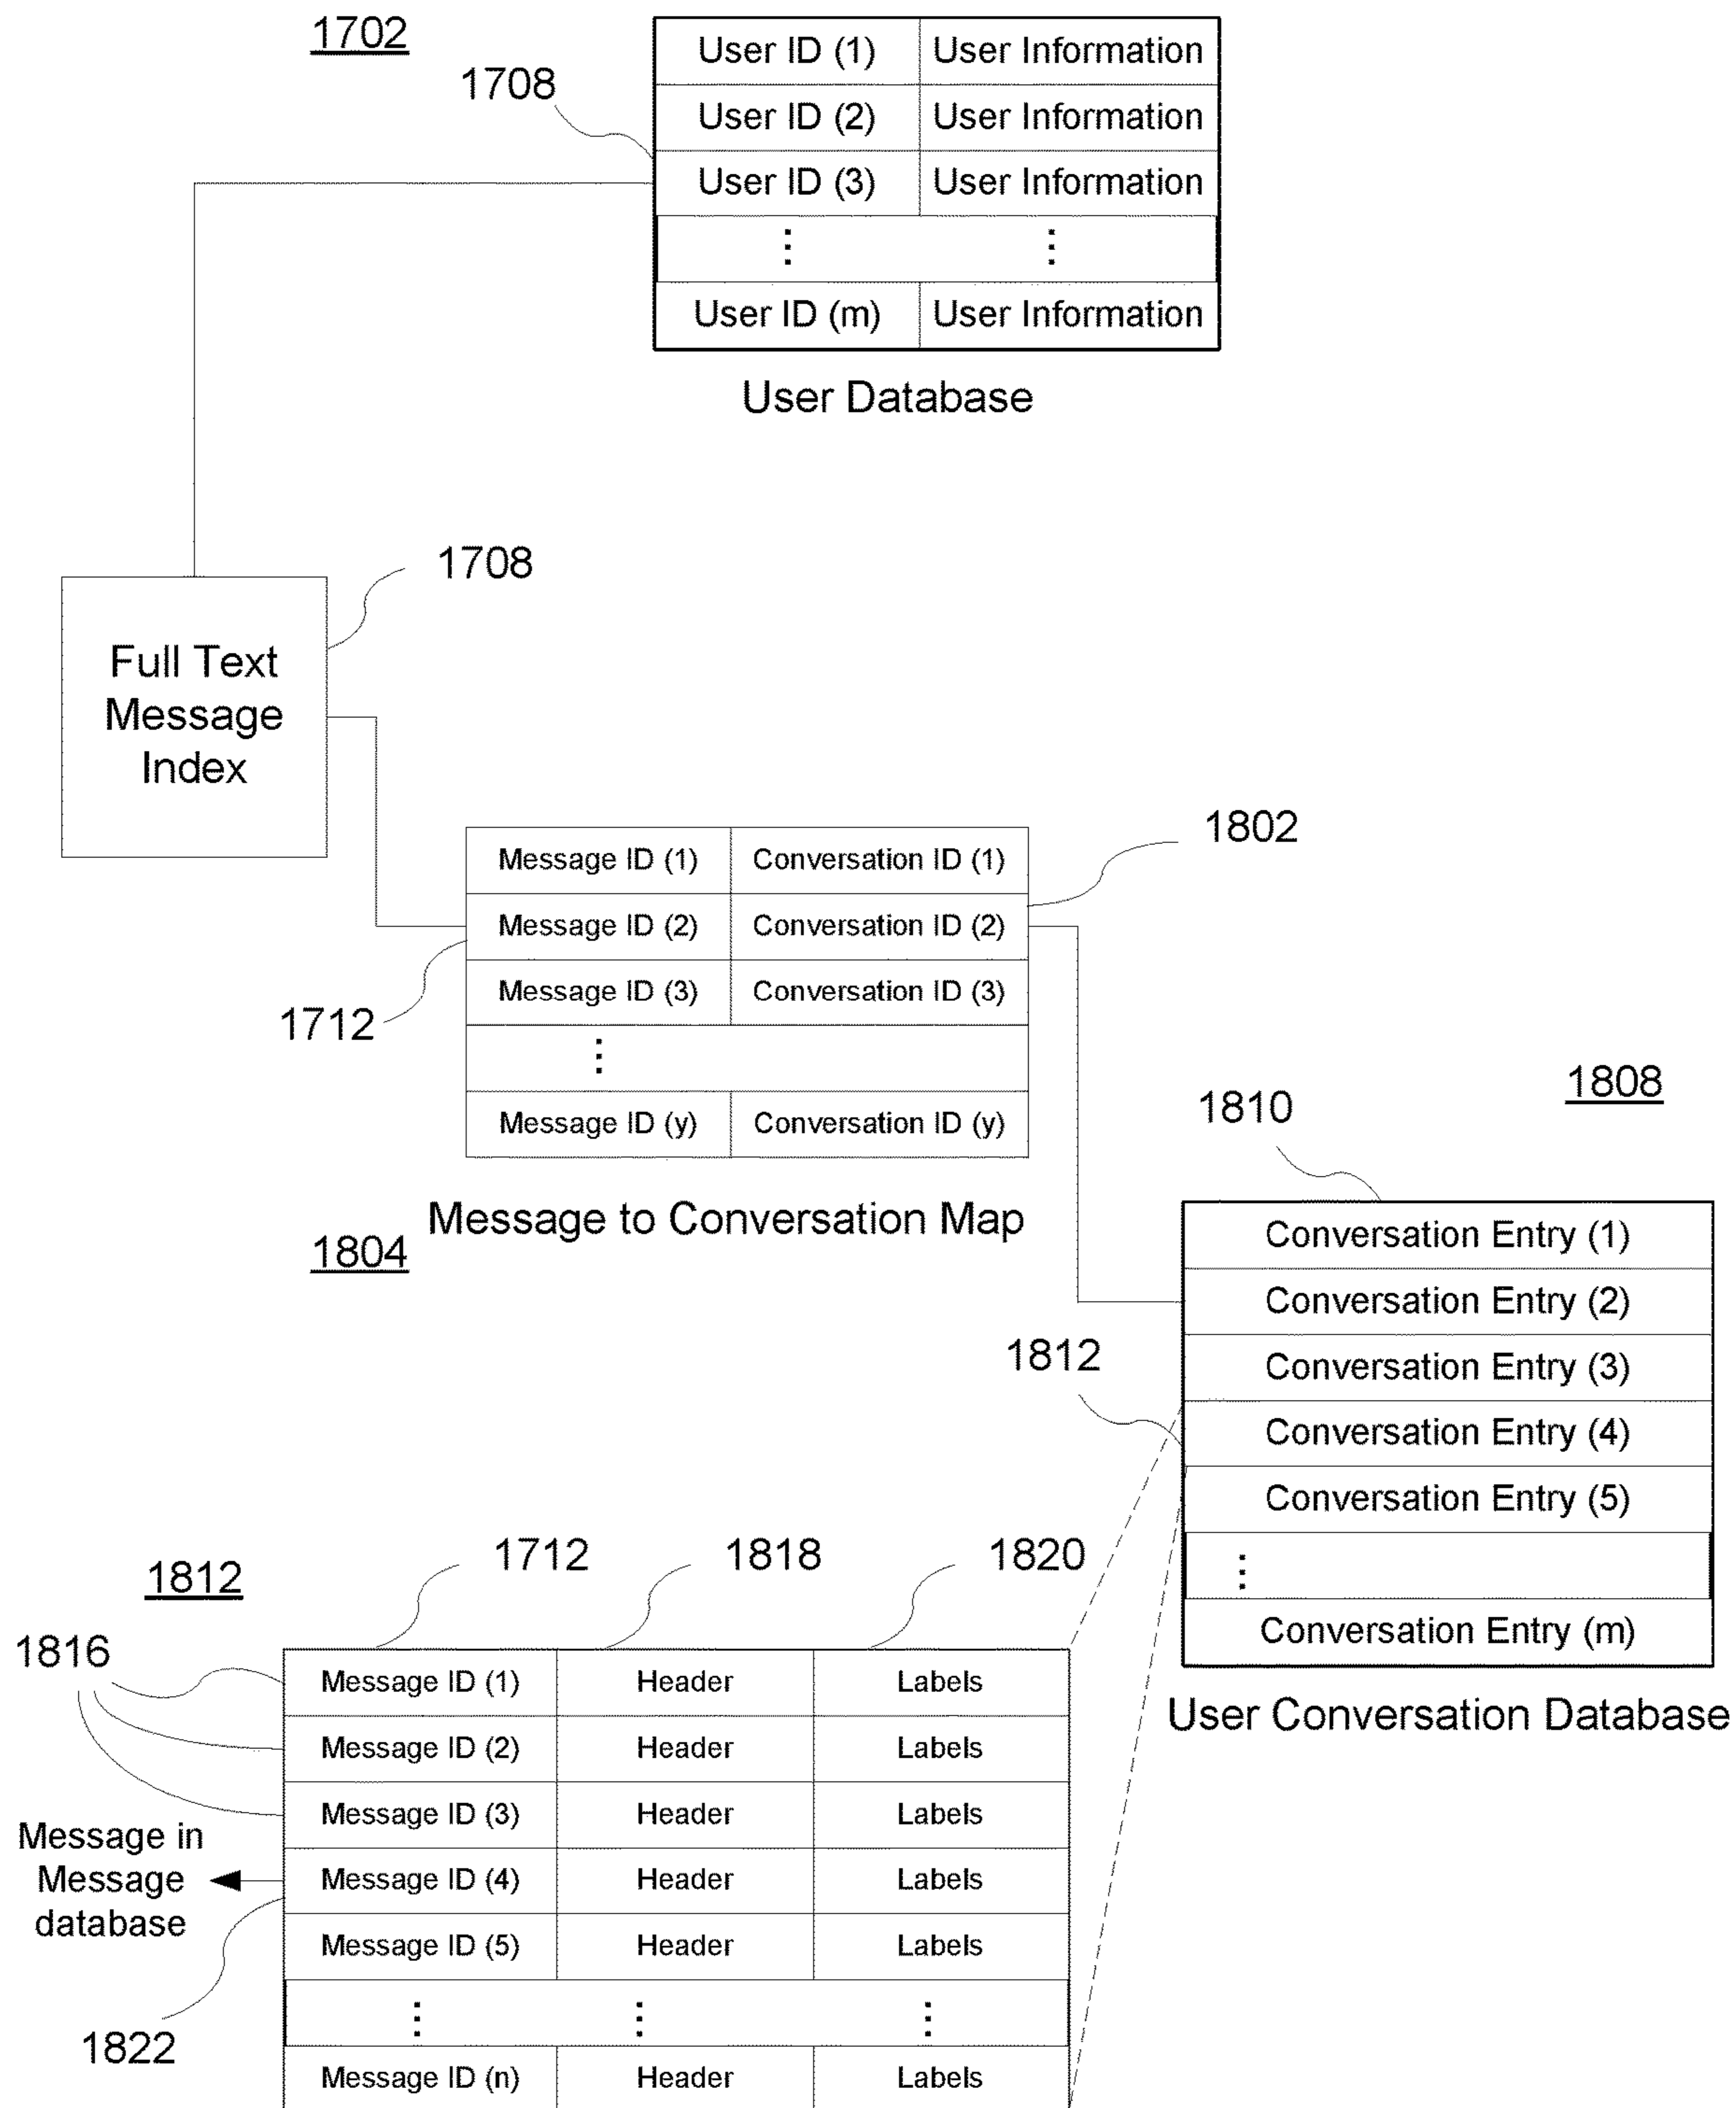 1702
User ID (1) User Information
1708
User ID (2) User Information
User ID (3) User Information
⋮ ⋮
User ID (m) User Information
User Database
1708
Full Text
Message
Index
1802
Message ID (1) Conversation ID (1)
Message ID (2) Conversation ID (2)
Message ID (3) Conversation ID (3)
1712
⋮
Message ID (y) Conversation ID (y)
Message to Conversation Map
1804
1808
1810
Conversation Entry (1)
Conversation Entry (2)
1812
Conversation Entry (3)
Conversation Entry (4)
Conversation Entry (5)
⋮
Conversation Entry (m)
User Conversation Database
1812
1712 1818 1820
1816
Message ID (1) Header Labels
Message ID (2) Header Labels
Message ID (3) Header Labels
Message in
Message
database
Message ID (4) Header Labels
Message ID (5) Header Labels
⋮ ⋮ ⋮
1822
Message ID (n) Header Labels